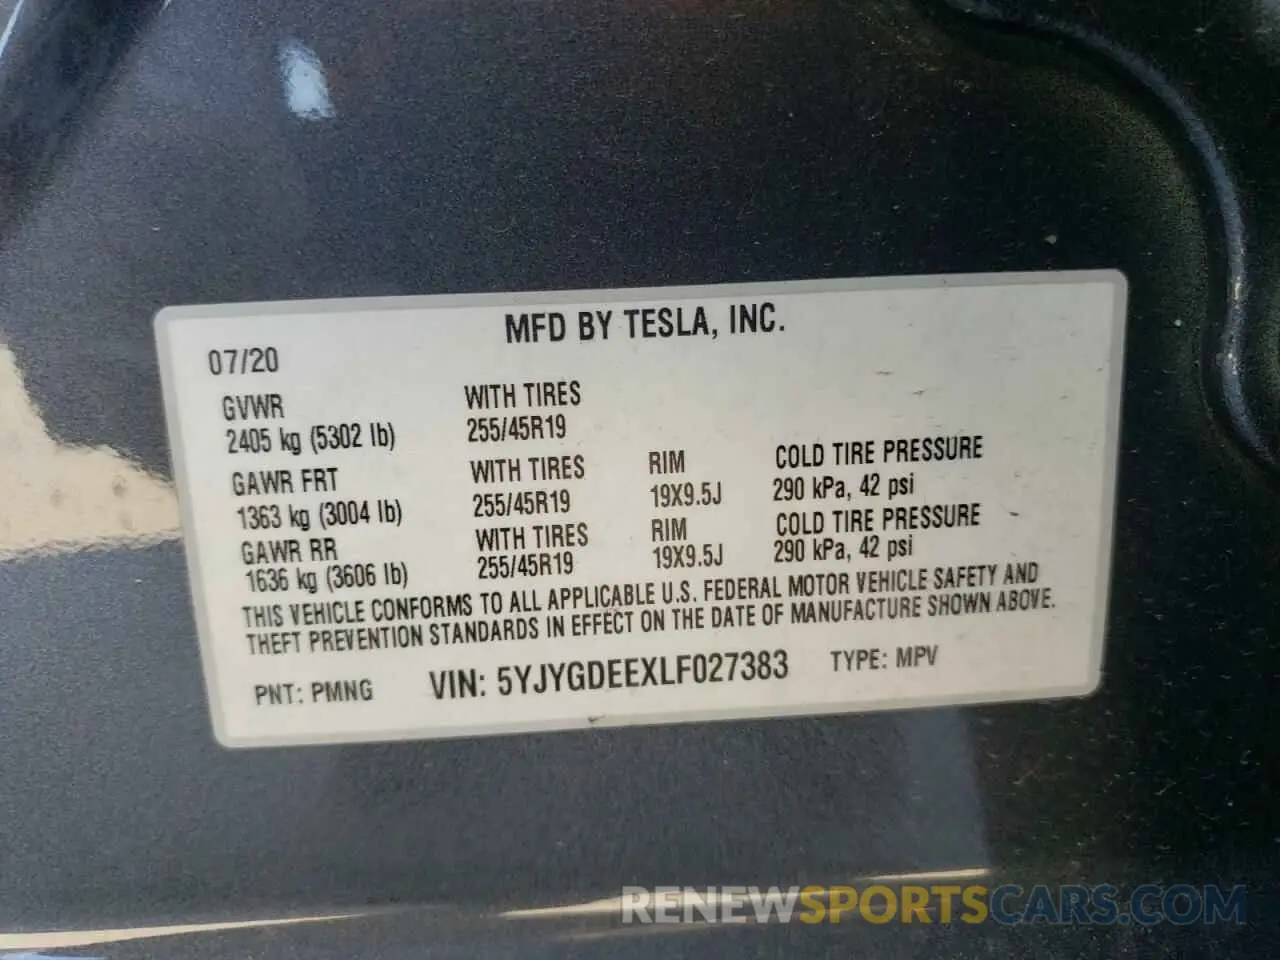 MFD BY TESLA, INC.
07/20
GVWR WITH TIRES
2405 kg (5302 lb) 255/45R19
GAWR FRT WITH TIRES RIM COLD TIRE PRESSURE
1363 kg (3004 lb) 255/45R19 19X9.5J 290 kPa, 42 psi
GAWR RR WITH TIRES RIM COLD TIRE PRESSURE
1636 kg (3606 lb) 255/45R19 19X9.5J 290 kPa, 42 psi
THIS VEHICLE CONFORMS TO ALL APPLICABLE U.S. FEDERAL MOTOR VEHICLE SAFETY AND
THEFT PREVENTION STANDARDS IN EFFECT ON THE DATE OF MANUFACTURE SHOWN ABOVE.
PNT: PMNG VIN: 5YJYGDEEXLF027383 TYPE: MPV
RENEWSPORTSCARS.COM